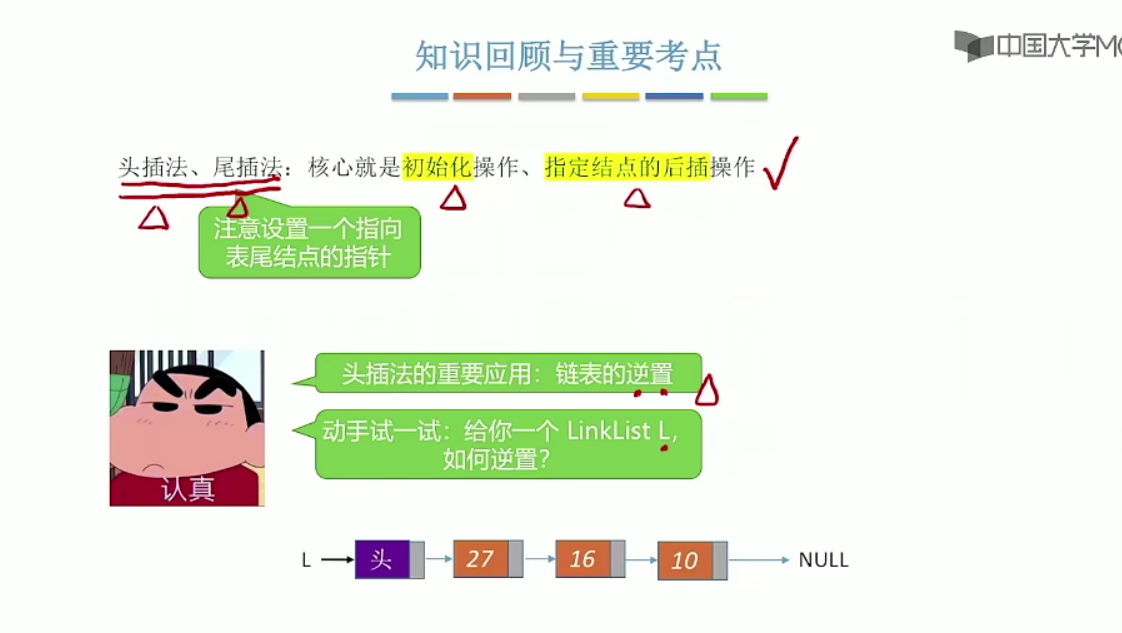 知识回顾与重要考点
中国大学MO
头插法、尾插法：核心就是初始化操作、指定结点的后插操作
注意设置一个指向
表尾结点的指针
头插法的重要应用：链表的逆置
动手试一试：给你一个 LinkList L,
如何逆置？
认真
L 头 27 16 10 NULL